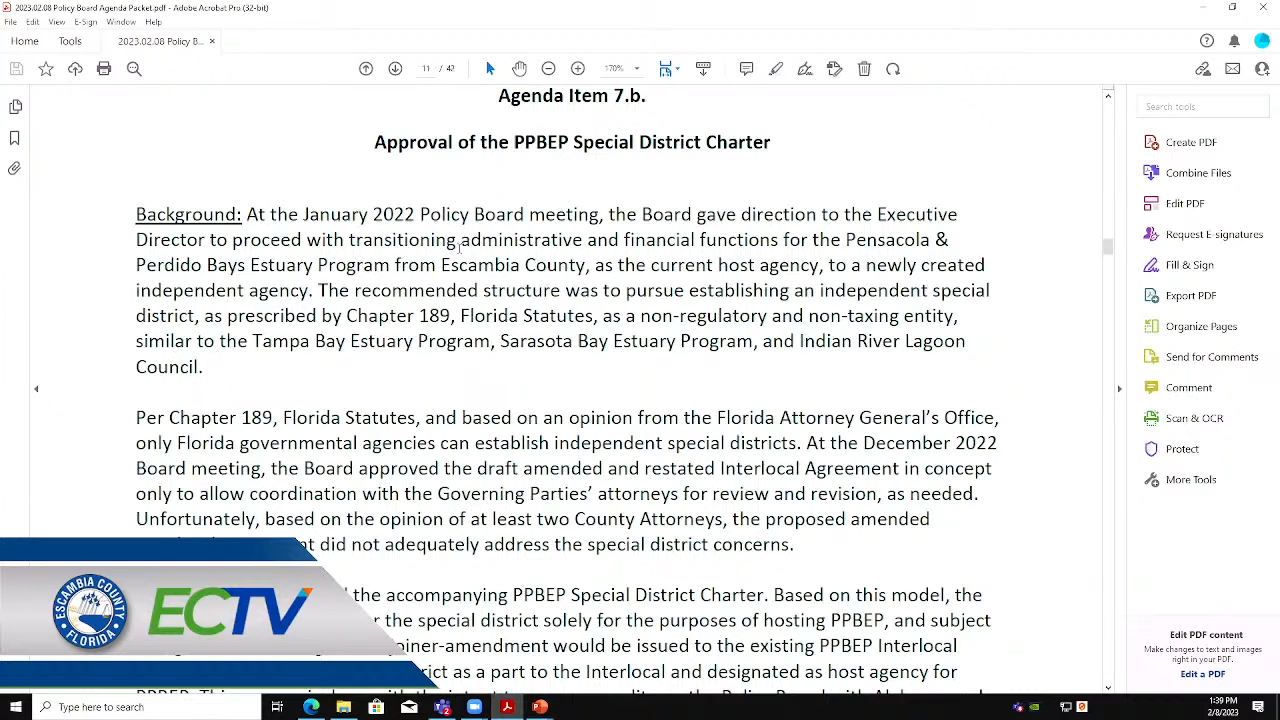 2023.02.08 Policy Board Agenda Packet.pdf - Adobe Acrobat Pro (32-bit)
File Edit View E-Sign Window Help
Home Tools 2023.02.08 Policy B... ×
11 / 42 170%
Agenda Item 7.b.
Approval of the PPBEP Special District Charter
Background: At the January 2022 Policy Board meeting, the Board gave direction to the Executive
Director to proceed with transitioning administrative and financial functions for the Pensacola &
Perdido Bays Estuary Program from Escambia County, as the current host agency, to a newly created
independent agency. The recommended structure was to pursue establishing an independent special
district, as prescribed by Chapter 189, Florida Statutes, as a non-regulatory and non-taxing entity,
similar to the Tampa Bay Estuary Program, Sarasota Bay Estuary Program, and Indian River Lagoon
Council.
Per Chapter 189, Florida Statutes, and based on an opinion from the Florida Attorney General's Office,
only Florida governmental agencies can establish independent special districts. At the December 2022
Board meeting, the Board approved the draft amended and restated Interlocal Agreement in concept
only to allow coordination with the Governing Parties' attorneys for review and revision, as needed.
Unfortunately, based on the opinion of at least two County Attorneys, the proposed amended
did not adequately address the special district concerns.
the accompanying PPBEP Special District Charter. Based on this model, the
the special district solely for the purposes of hosting PPBEP, and subject
joiner-amendment would be issued to the existing PPBEP Interlocal
as a part to the Interlocal and designated as host agency for
Search tools
Create PDF
Combine Files
Edit PDF
Request E-signatures
Fill & Sign
Export PDF
Organize Pages
Send for Comments
Comment
Scan & OCR
Protect
More Tools
Edit PDF content
Make changes to text and images
right in your PDF.
Edit a PDF
ESCAMBIA COUNTY
FLORIDA
ECTV
Type here to search
1:39 PM
2/8/2023